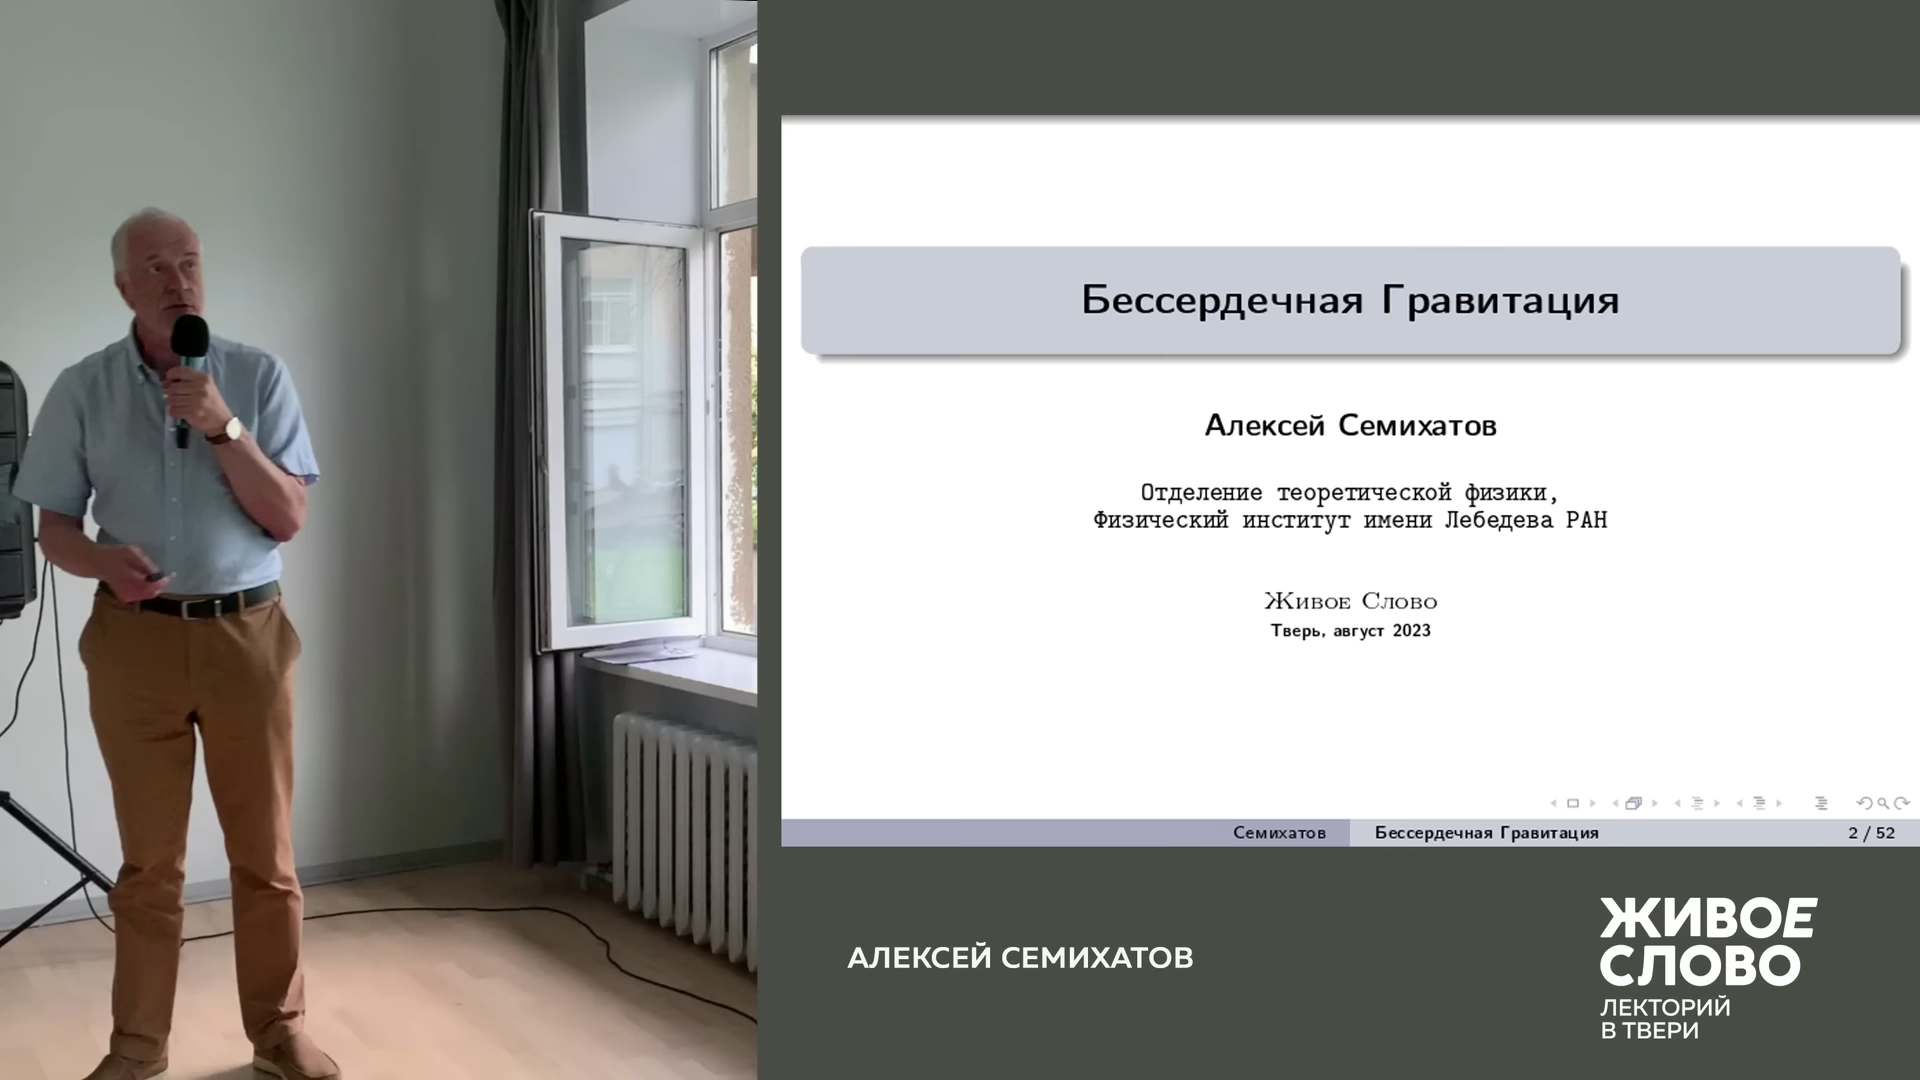 Бессердечная Гравитация
Алексей Семихатов
Отделение теоретической физики,
Физический институт имени Лебедева РАН
Живое Слово
Тверь, август 2023
Семихатов
Бессердечная Гравитация
2 / 52
АЛЕКСЕЙ СЕМИХАТОВ
ЖИВОЕ
СЛОВО
ЛЕКТОРИЙ
В ТВЕРИ